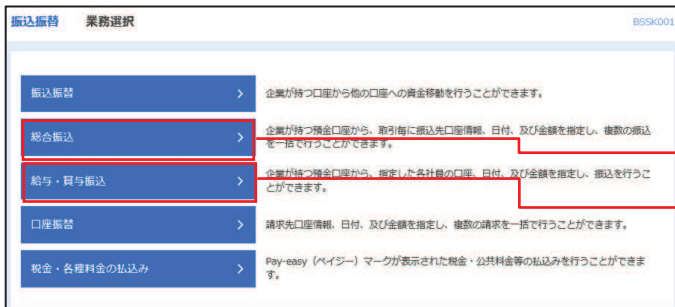 振込振替 業務選択 BSSK001
振込振替 企業が持つ口座から他の口座への資金移動を行うことができます。
総合振込 企業が持つ預金口座から、取引毎に振込先口座情報、日付、及び金額を指定し、複数の振込
を一括で行うことができます。
給与・賞与振込 企業が持つ預金口座から、指定した各社員の口座、日付、及び金額を指定し、振込を行うこ
とができます。
口座振替 請求先口座情報、日付、及び金額を指定し、複数の請求を一括で行うことができます。
税金・各種料金の払込み Pay-easy（ペイジー）マークが表示された税金・公共料金等の払込みを行うことができま
す。